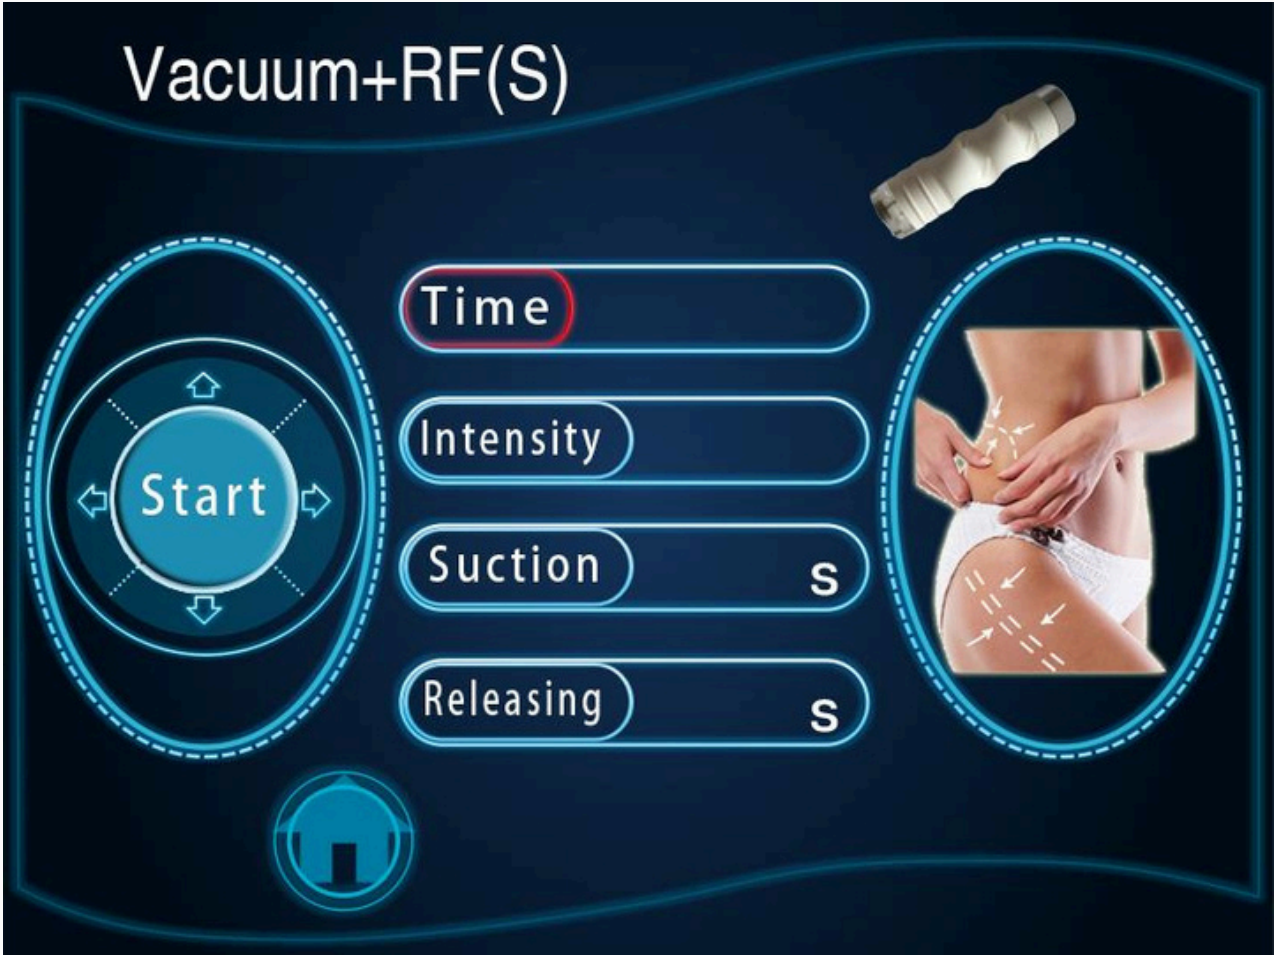 Vacuum+RF(S)
Time
Intensity
Start
Suction S
Releasing S